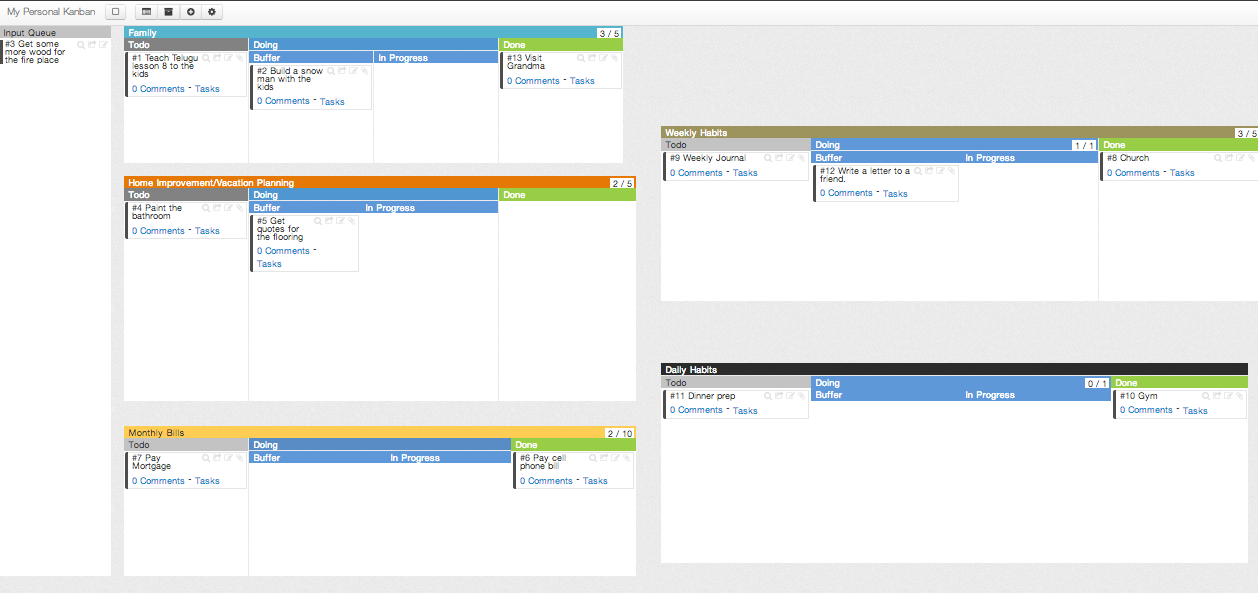 My Personal Kanban
Input Queue
#3 Get some
more wood for
the fire place
Family
3 / 5
Todo
Doing
Done
Buffer
In Progress
#1 Teach Telugu
lesson 8 to the
kids
0 Comments - Tasks
#2 Build a snow
man with the
kids
0 Comments - Tasks
#13 Visit
Grandma
0 Comments - Tasks
Home Improvement/Vacation Planning
2 / 5
Todo
Doing
Done
Buffer
In Progress
#4 Paint the
bathroom
0 Comments - Tasks
#5 Get
quotes for
the flooring
0 Comments -
Tasks
Monthly Bills
2 / 10
Todo
Doing
Done
Buffer
In Progress
#7 Pay
Mortgage
0 Comments - Tasks
#6 Pay cell
phone bill
0 Comments - Tasks
Weekly Habits
3 / 5
Todo
Doing
1 / 1
Done
Buffer
In Progress
#9 Weekly Journal
0 Comments - Tasks
#12 Write a letter to a
friend.
0 Comments - Tasks
#8 Church
0 Comments - Tasks
Daily Habits
Todo
Doing
0 / 1
Done
Buffer
In Progress
#11 Dinner prep
0 Comments - Tasks
#10 Gym
0 Comments - Tasks